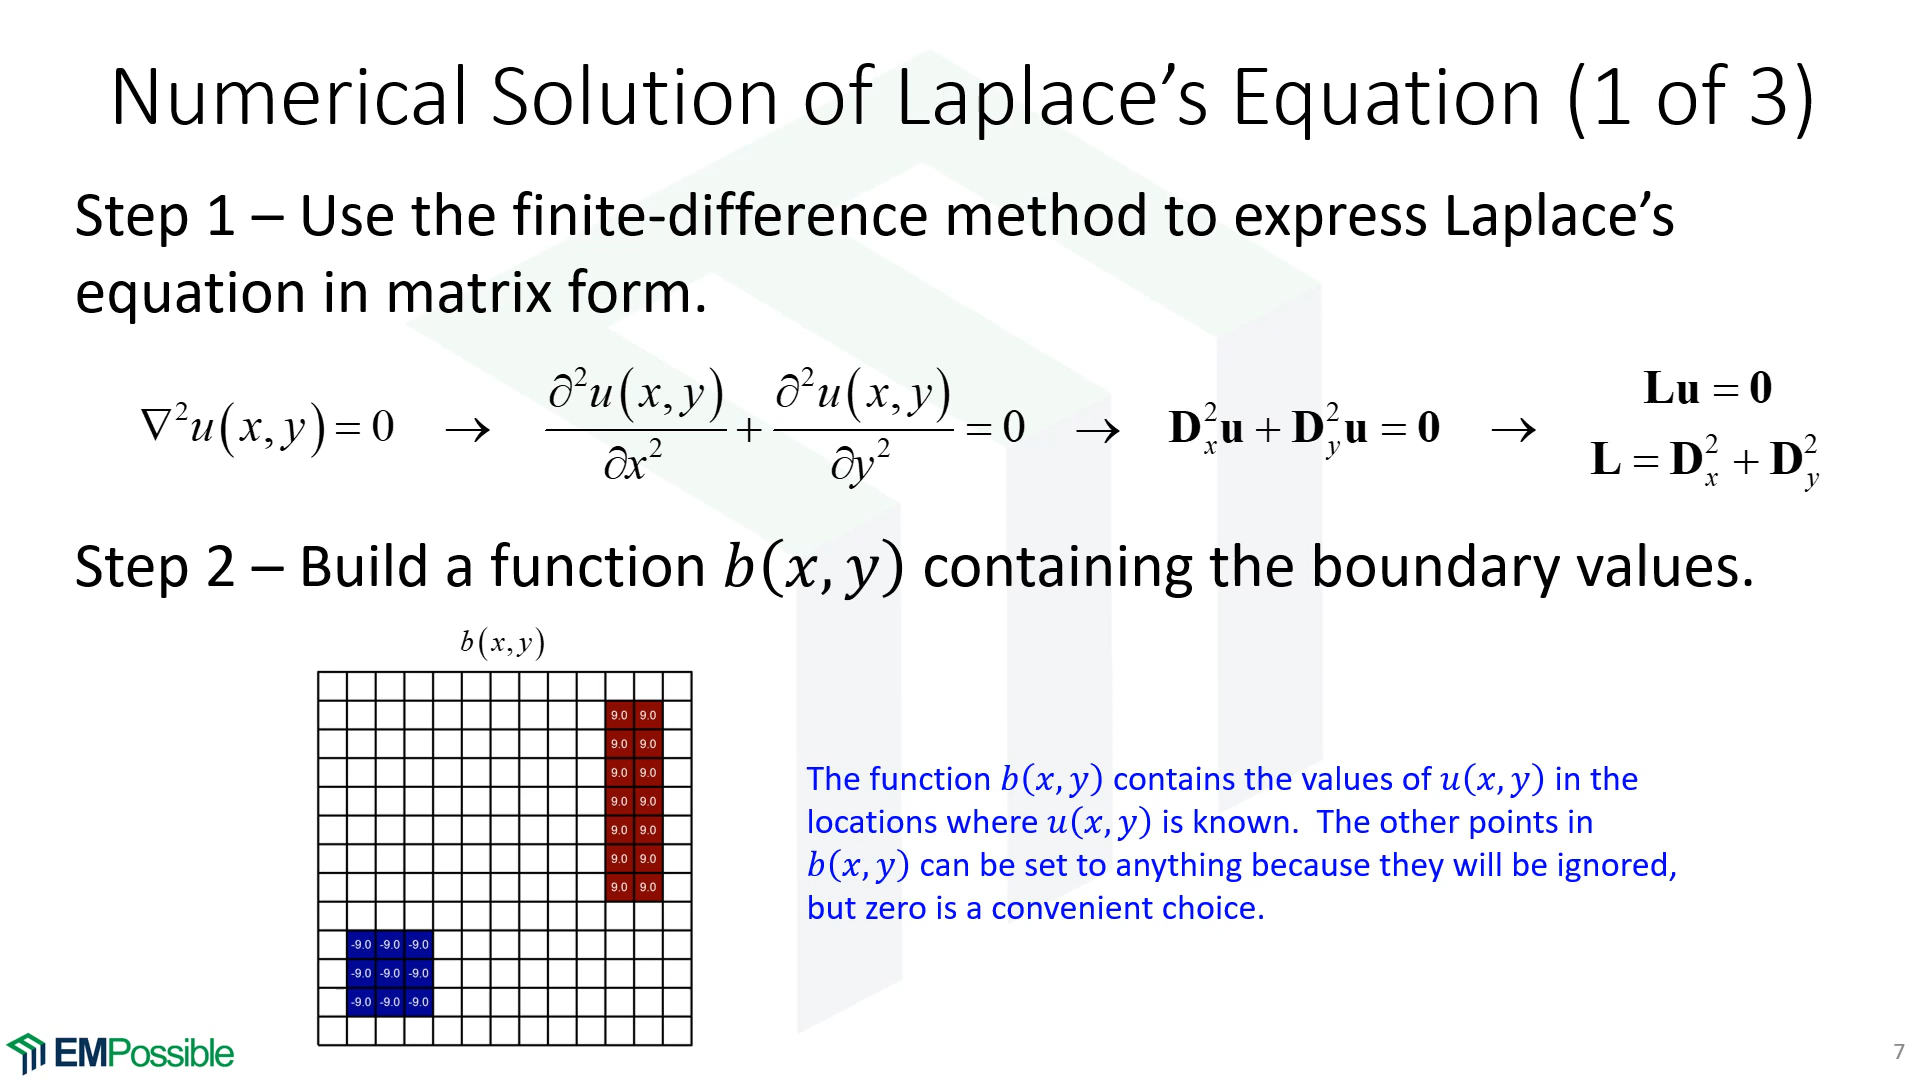 Numerical Solution of Laplace’s Equation (1 of 3)
Step 1 – Use the finite-difference method to express Laplace’s
equation in matrix form.
∇²u(x,y) = 0 → ∂²u(x,y)/∂x² + ∂²u(x,y)/∂y² = 0 → D²ₓu + D²ᵧu = 0 → Lu = 0
L = D²ₓ + D²ᵧ
Step 2 – Build a function b(x, y) containing the boundary values.
b(x,y)
9.0 9.0
9.0 9.0
9.0 9.0
9.0 9.0
9.0 9.0
9.0 9.0
9.0 9.0
-9.0 -9.0 -9.0
-9.0 -9.0 -9.0
-9.0 -9.0 -9.0
The function b(x, y) contains the values of u(x, y) in the
locations where u(x, y) is known. The other points in
b(x, y) can be set to anything because they will be ignored,
but zero is a convenient choice.
EMPossible
7